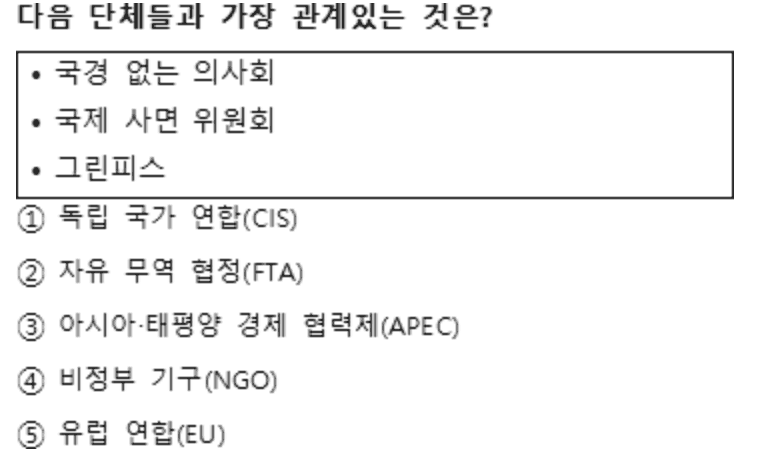 다음 단체들과 가장 관계있는 것은?
• 국경 없는 의사회
• 국제 사면 위원회
• 그린피스
① 독립 국가 연합(CIS)
② 자유 무역 협정(FTA)
③ 아시아·태평양 경제 협력제(APEC)
④ 비정부 기구(NGO)
⑤ 유럽 연합(EU)